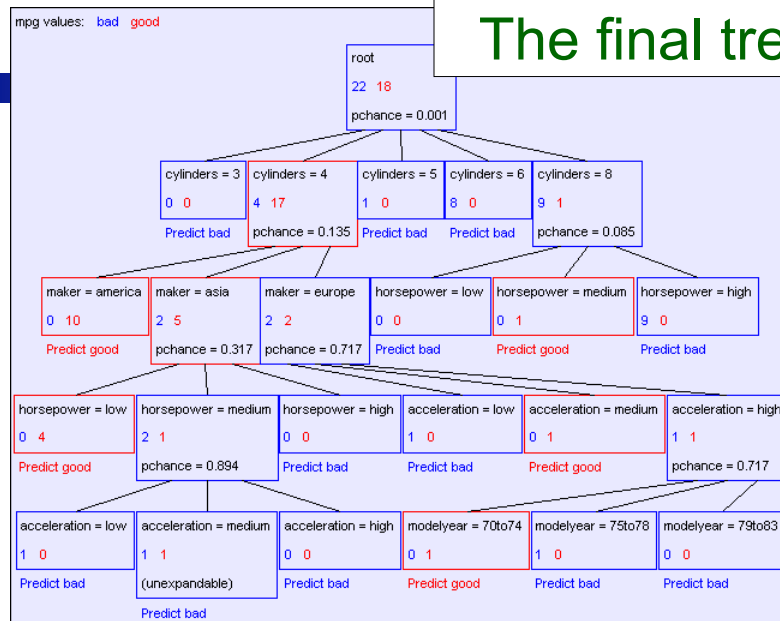 The final tre
mpg values: bad good
root
22 18
pchance = 0.001
cylinders = 3
0 0
Predict bad
cylinders = 4
4 17
pchance = 0.135
cylinders = 5
1 0
Predict bad
cylinders = 6
8 0
Predict bad
cylinders = 8
9 1
pchance = 0.085
maker = america
0 10
Predict good
maker = asia
2 5
pchance = 0.317
maker = europe
2 2
pchance = 0.717
horsepower = low
0 0
Predict bad
horsepower = medium
0 1
Predict good
horsepower = high
9 0
Predict bad
horsepower = low
0 4
Predict good
horsepower = medium
2 1
pchance = 0.894
horsepower = high
0 0
Predict bad
acceleration = low
1 0
Predict bad
acceleration = medium
0 1
Predict good
acceleration = high
1 1
pchance = 0.717
acceleration = low
1 0
Predict bad
acceleration = medium
1 1
(unexpandable)
Predict bad
acceleration = high
0 0
Predict bad
modelyear = 70to74
0 1
Predict good
modelyear = 75to78
1 0
Predict bad
modelyear = 79to83
0 0
Predict bad